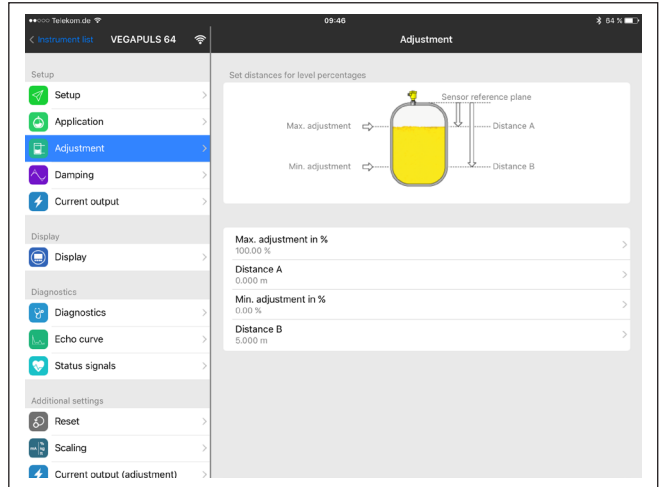 Telekom.de
09:46
64 %
Instrument list
VEGAPULS 64
Adjustment
Setup
Setup
Application
Adjustment
Damping
Current output
Display
Display
Diagnostics
Diagnostics
Echo curve
Status signals
Additional settings
Reset
Scaling
Current output (adjustment)
Set distances for level percentages
Sensor reference plane
Max. adjustment
Distance A
Min. adjustment
Distance B
Max. adjustment in %
100.00 %
Distance A
0.000 m
Min. adjustment in %
0.00 %
Distance B
5.000 m